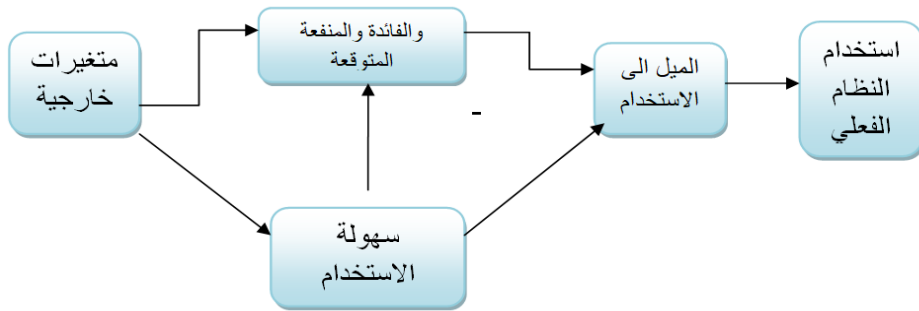 متغيرات
خارجية
والفائدة والمنفعة
المتوقعة
سهولة
الاستخدام
الميل الى
الاستخدام
-
استخدام
النظام
الفعلي